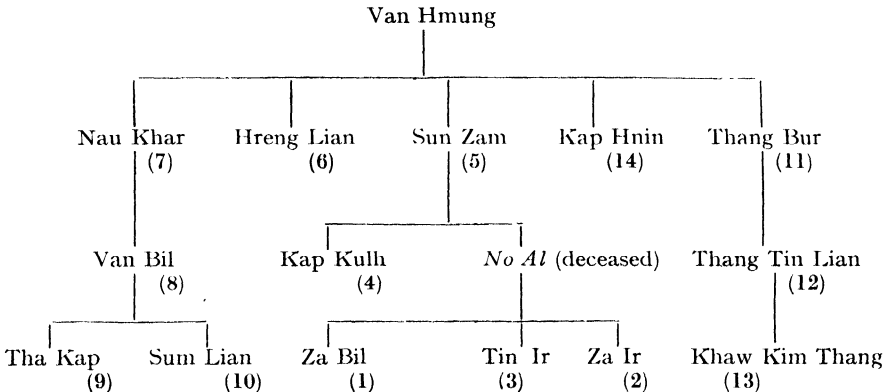 Van Hmung
Nau Khar Hreng Lian Sun Zam Kap Hnin Thang Bur
(7) (6) (5) (14) (11)
Van Bil Kap Kulh No Al (deceased) Thang Tin Lian
(8) (4) (12)
Tha Kap Sum Lian Za Bil Tin Ir Za Ir Khaw Kim Thang
(9) (10) (1) (3) (2) (13)